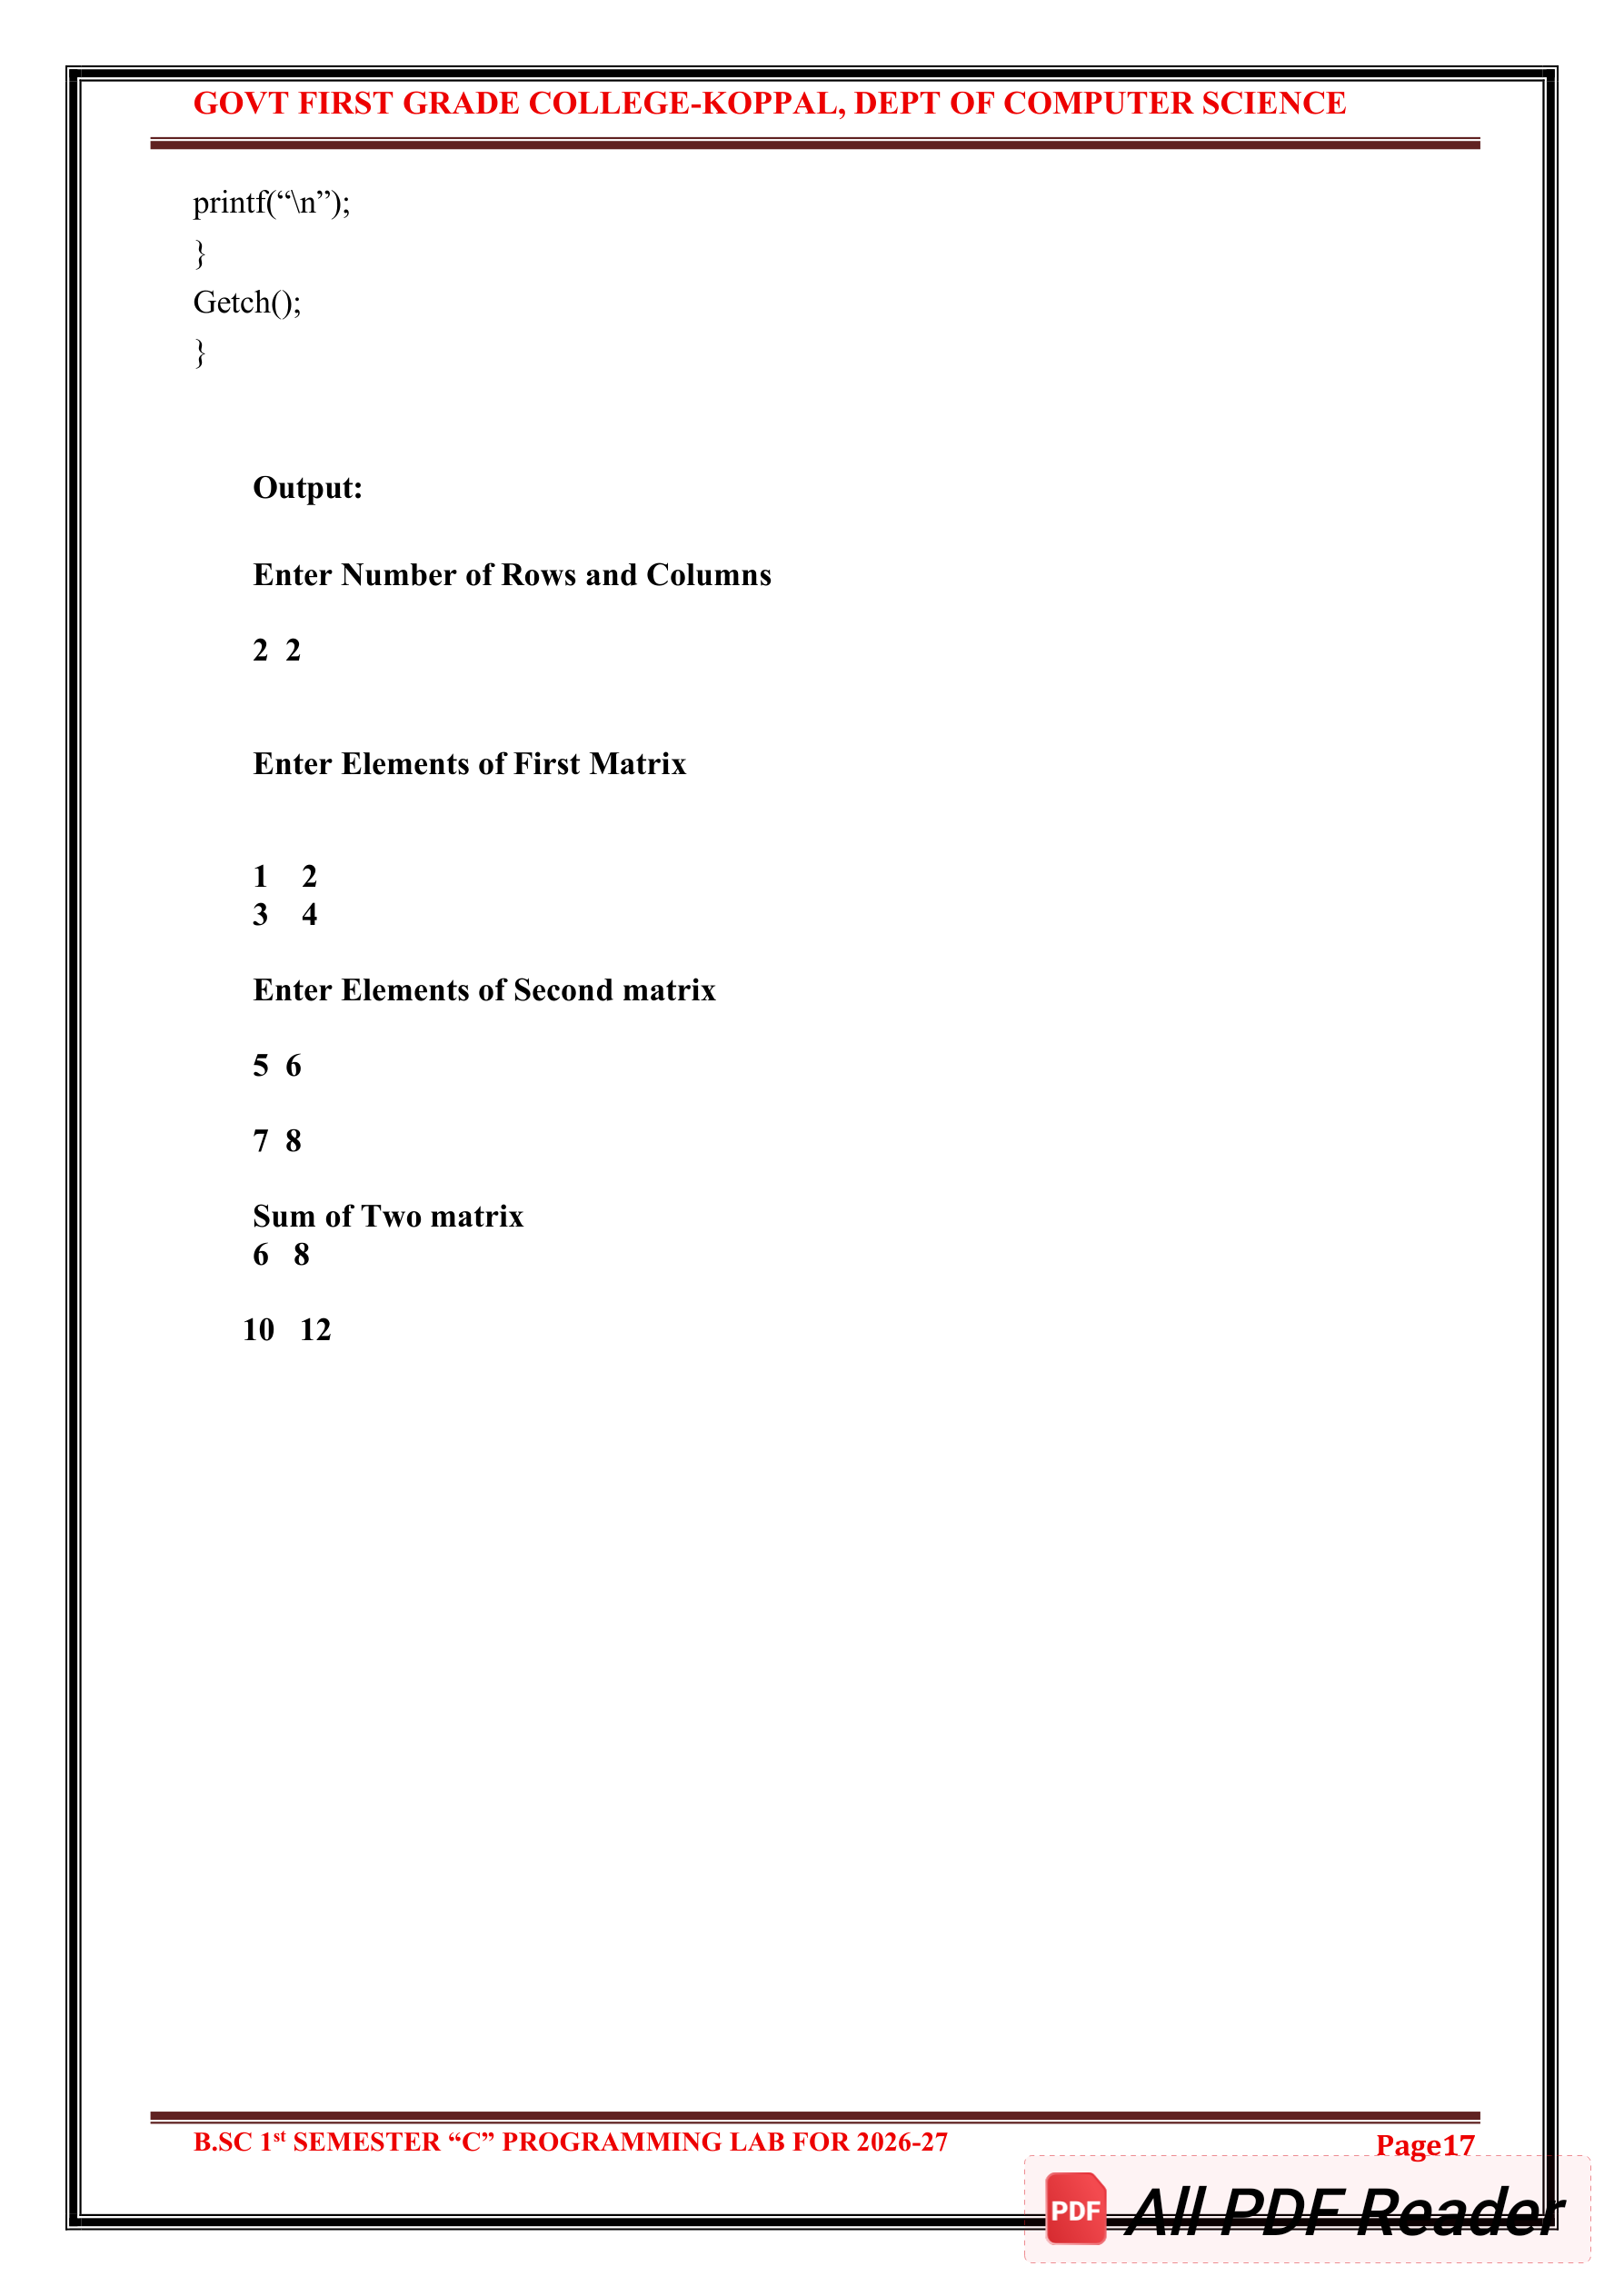 GOVT FIRST GRADE COLLEGE-KOPPAL, DEPT OF COMPUTER SCIENCE
printf(“\n”);
}
Getch();
}
Output:
Enter Number of Rows and Columns
2 2
Enter Elements of First Matrix
1 2
3 4
Enter Elements of Second matrix
5 6
7 8
Sum of Two matrix
6 8
10 12
B.SC 1st SEMESTER “C” PROGRAMMING LAB FOR 2026-27
Page17
PDF All PDF Reader